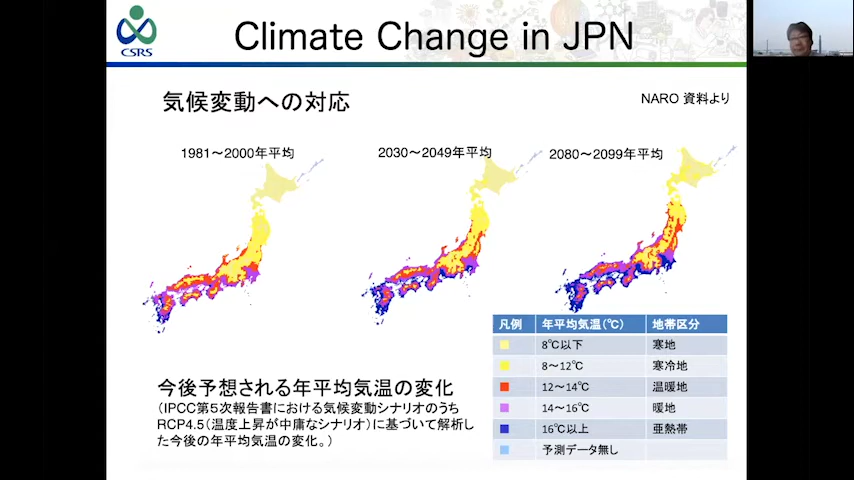 CSRS
Climate Change in JPN
気候変動への対応
NARO 資料より
1981〜2000年平均
2030〜2049年平均
2080〜2099年平均
凡例 年平均気温(℃) 地帯区分
8℃以下 寒地
8〜12℃ 寒冷地
12〜14℃ 温暖地
14〜16℃ 暖地
16℃以上 亜熱帯
予測データ無し
今後予想される年平均気温の変化
（IPCC第５次報告書における気候変動シナリオのうち
RCP4.5（温度上昇が中庸なシナリオ）に基づいて解析し
た今後の年平均気温の変化。）